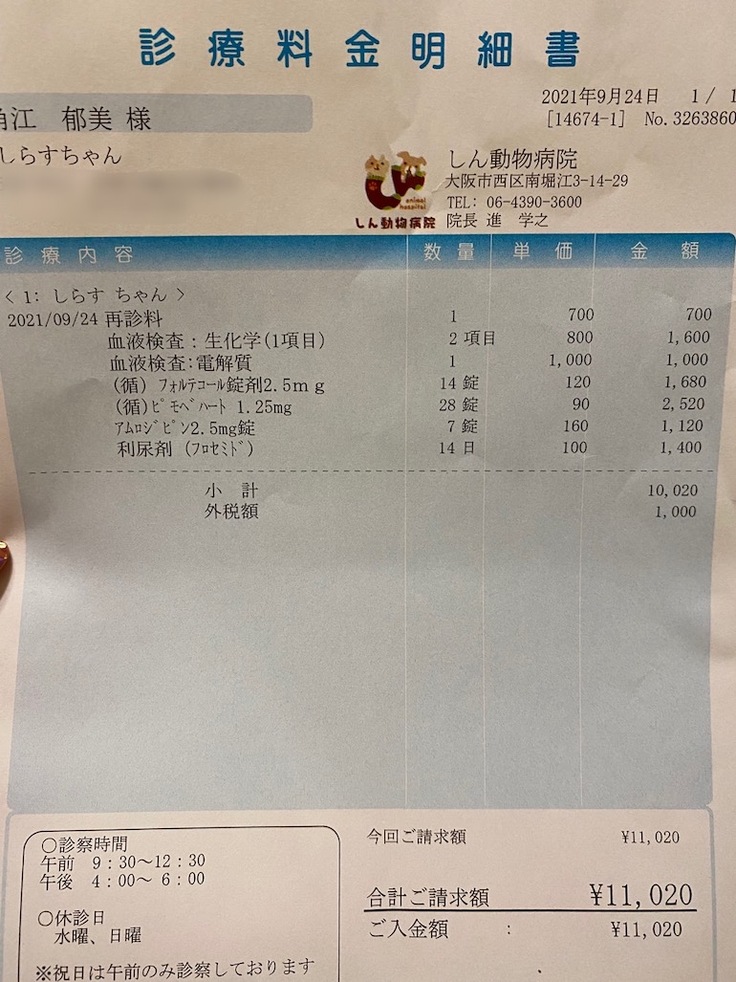 診療料金明細書
2021年9月24日 1/ 1
[14674-1] No.3263860
江 郁美 様
しらすちゃん
しん動物病院
大阪市西区南堀江3-14-29
TEL: 06-4390-3600
院長 進 学之
animal hospital
しん動物病院
診療内容 数量 単価 金額
< 1: しらす ちゃん >
2021/09/24 再診料 1 700 700
血液検査:生化学(1項目) 2 項目 800 1,600
血液検査:電解質 1 1,000 1,000
(循) フォルテコール錠剤2.5mg 14 錠 120 1,680
(循)ピモベハート 1.25mg 28 錠 90 2,520
アムロジピン2.5mg錠 7 錠 160 1,120
利尿剤 (フロセミド) 14 日 100 1,400
小 計 10,020
外税額 1,000
○診察時間
午前 9:30〜12:30
午後 4:00〜 6:00
○休診日
水曜、日曜
※祝日は午前のみ診察しております
今回ご請求額 ¥11,020
合計ご請求額 ¥11,020
ご入金額 : ¥11,020